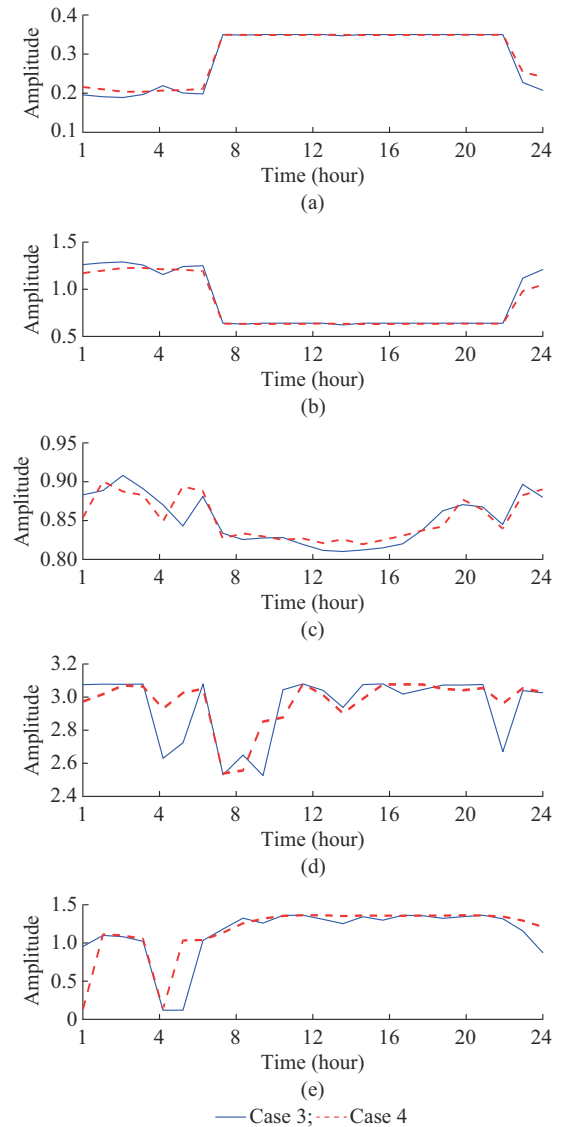 Amplitude
0.4
0.3
0.2
0.1
1 4 8 12 16 20 24
Time (hour)
(a)
Amplitude
1.5
1.0
0.5
1 4 8 12 16 20 24
Time (hour)
(b)
Amplitude
0.95
0.90
0.85
0.80
1 4 8 12 16 20 24
Time (hour)
(c)
Amplitude
3.2
3.0
2.8
2.6
2.4
1 4 8 12 16 20 24
Time (hour)
(d)
Amplitude
1.5
1.0
0.5
0
1 4 8 12 16 20 24
Time (hour)
(e)
Case 3; Case 4